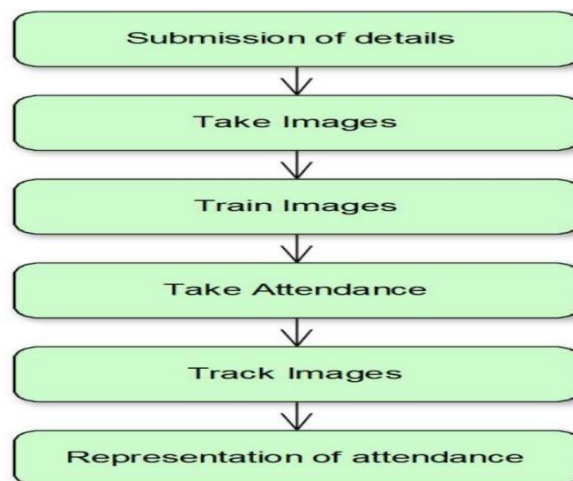 Submission of details
Take Images
Train Images
Take Attendance
Track Images
Representation of attendance